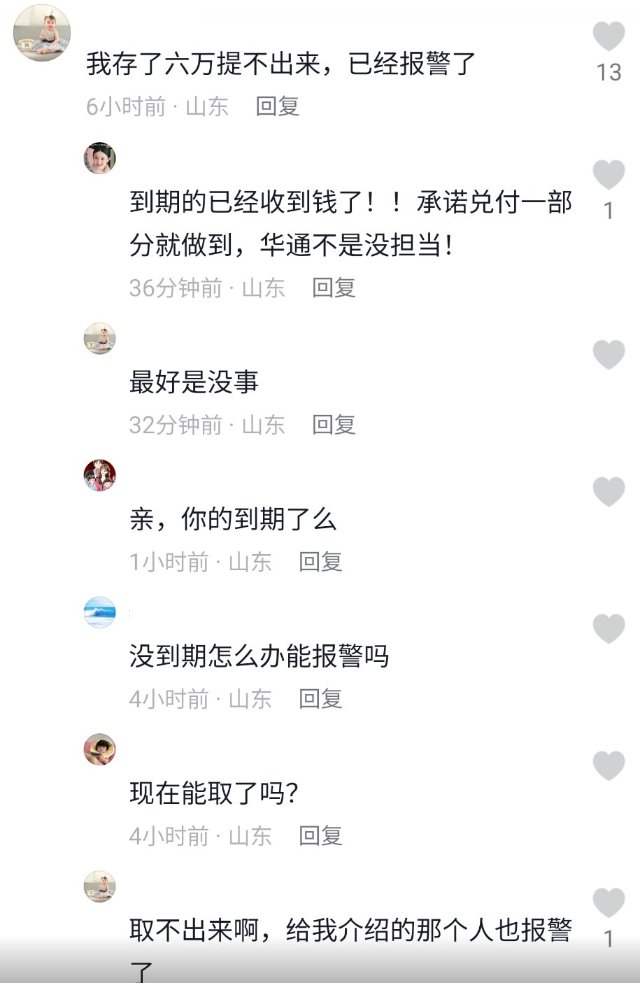 我存了六万提不出来，已经报警了
13
6小时前 · 山东 回复
到期的已经收到钱了！！承诺兑付一部
分就做到，华通不是没担当！
1
36分钟前 · 山东 回复
最好是没事
32分钟前 · 山东 回复
亲，你的到期了么
1小时前 · 山东 回复
没到期怎么办能报警吗
4小时前 · 山东 回复
现在能取了吗？
4小时前 · 山东 回复
取不出来啊，给我介绍的那个人也报警
1
了